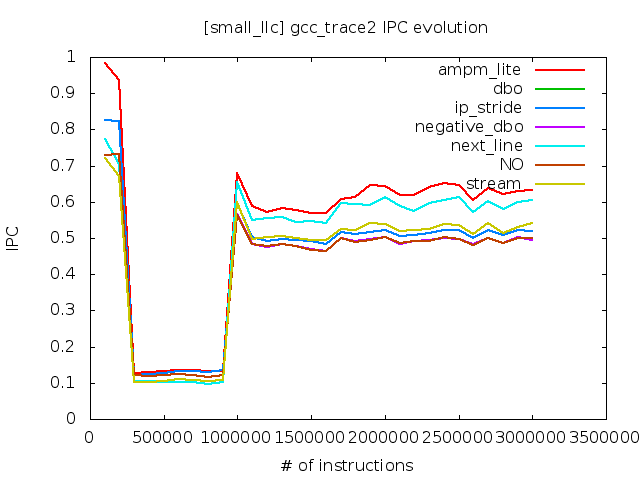 [small_llc] gcc_trace2 IPC evolution
1
0.9
0.8
0.7
0.6
0.5
0.4
0.3
0.2
0.1
0
IPC
ampm_lite
dbo
ip_stride
negative_dbo
next_line
NO
stream
0 500000 1000000 1500000 2000000 2500000 3000000 3500000
# of instructions